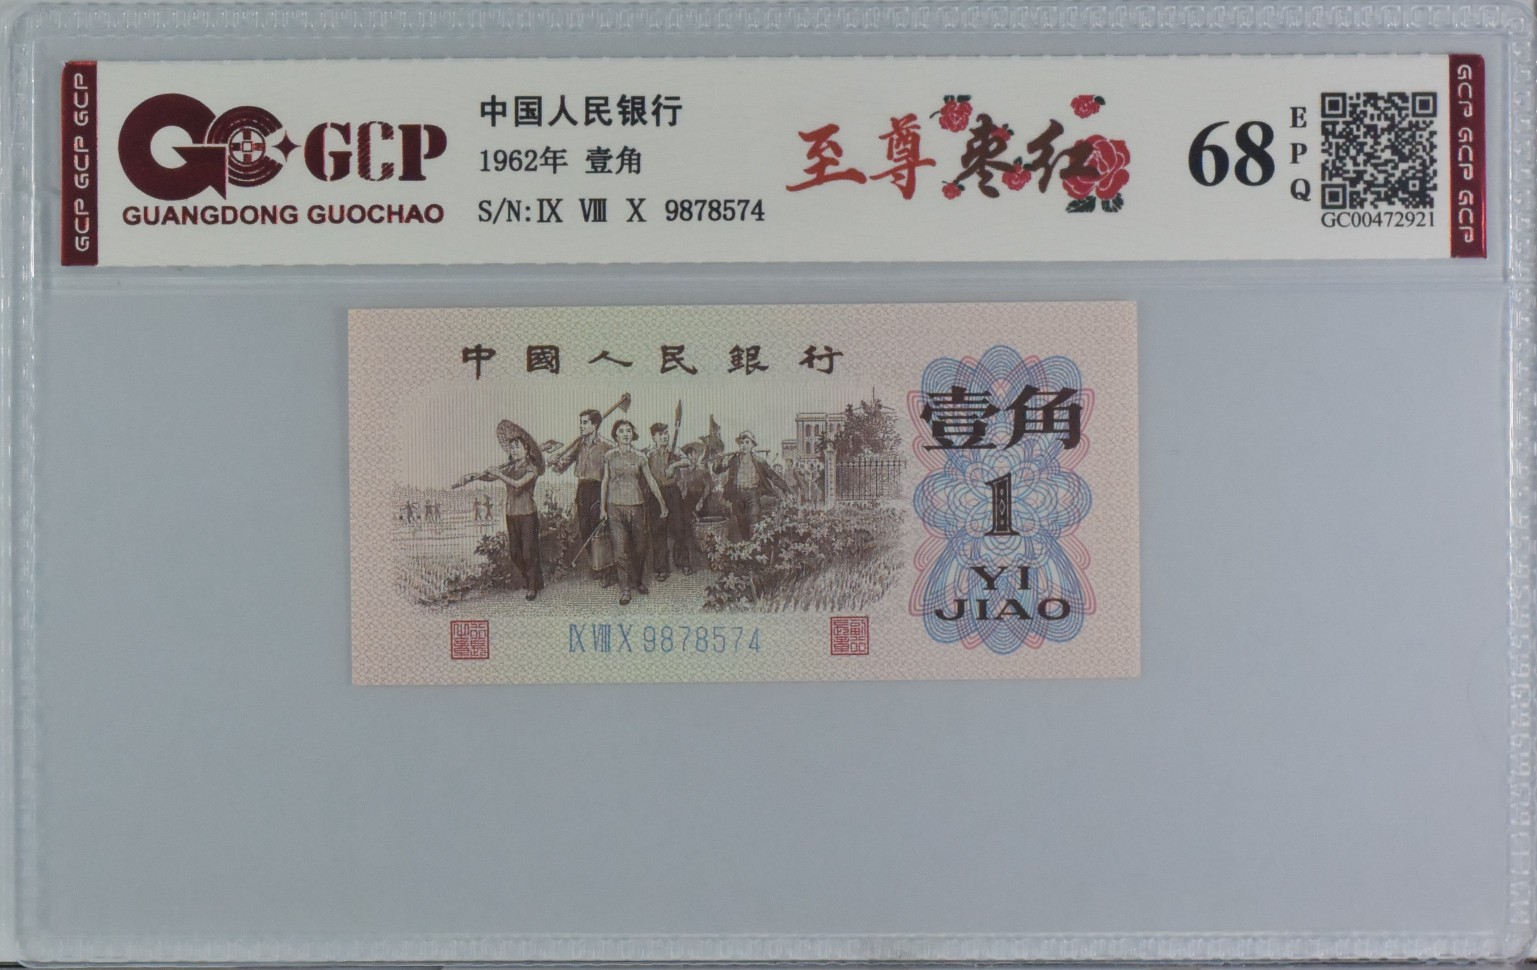 GCP GCP GCP
GCP
GUANGDONG GUOCHAO
中国人民银行
1962年 壹角
S/N:Ⅸ Ⅷ Ⅹ 9878574
至尊枣红
68
EPQ
GC00472921
GCP GCP GCP
中國人民銀行
壹角
1
YI
JIAO
ⅨⅧⅩ 9878574